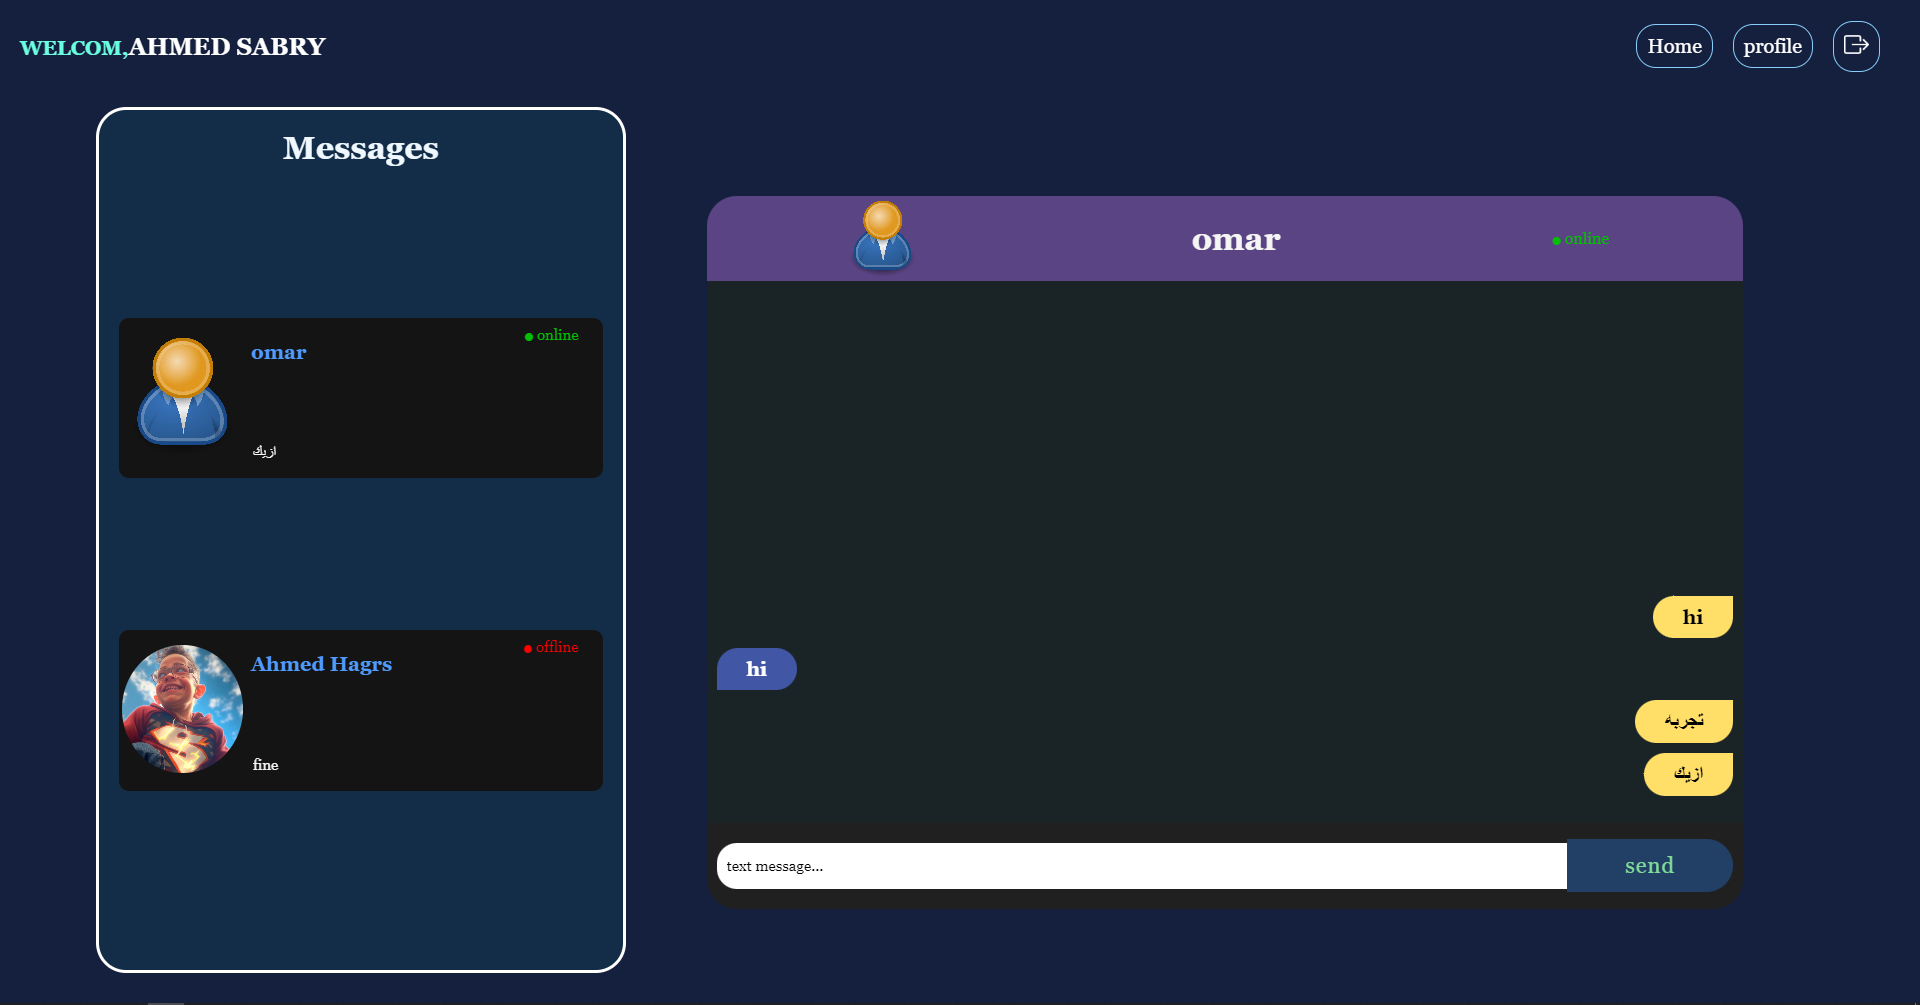 WELCOM,AHMED SABRY
Home
profile
Messages
omar
online
ازيك
Ahmed Hagrs
offline
fine
omar
online
hi
hi
تجربه
ازيك
text message...
send